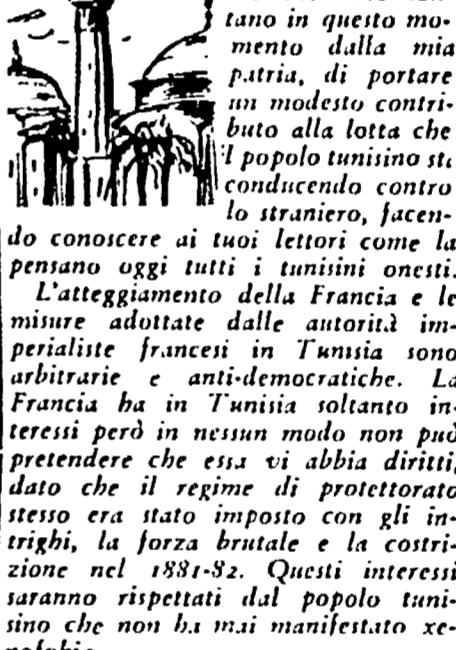 tano in questo mo-
mento dalla mia
patria, di portare
un modesto contri-
buto alla lotta che
'l popolo tunisino sta
conducendo contro
lo straniero, facen-
do conoscere ai tuoi lettori come la
pensano oggi tutti i tunisini onesti.
L'atteggiamento della Francia e le
misure adottate dalle autorità im-
perialiste francesi in Tunisia sono
arbitrarie e anti-democratiche. La
Francia ha in Tunisia soltanto in-
teressi però in nessun modo non può
pretendere che essa vi abbia diritti,
dato che il regime di protettorato
stesso era stato imposto con gli in-
trighi, la forza brutale e la costri-
zione nel 1881-82. Questi interessi
saranno rispettati dal popolo tuni-
sino che non ha mai manifestato xe-
nofobia